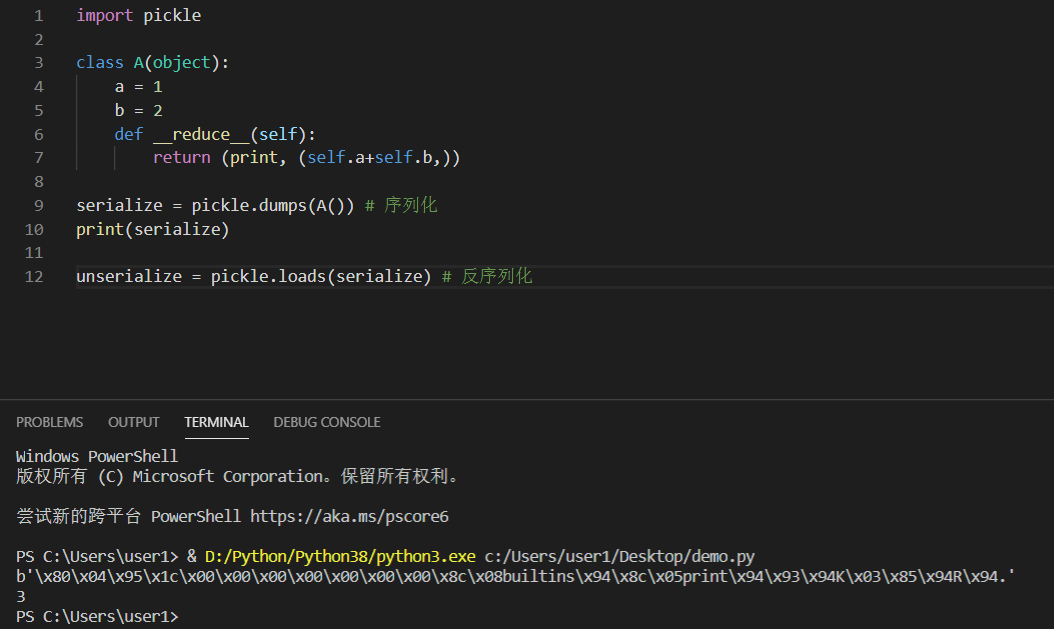 1 import pickle
2
3 class A(object):
4     a = 1
5     b = 2
6     def __reduce__(self):
7         return (print, (self.a+self.b,))
8
9 serialize = pickle.dumps(A()) # 序列化
10 print(serialize)
11
12 unserialize = pickle.loads(serialize) # 反序列化
PROBLEMS OUTPUT TERMINAL DEBUG CONSOLE
Windows PowerShell
版权所有 (C) Microsoft Corporation。保留所有权利。
尝试新的跨平台 PowerShell https://aka.ms/pscore6
PS C:\Users\user1> & D:/Python/Python38/python3.exe c:/Users/user1/Desktop/demo.py
b'\x80\x04\x95\x1c\x00\x00\x00\x00\x00\x00\x00\x8c\x08builtins\x94\x8c\x05print\x94\x93\x94K\x03\x85\x94R\x94.'
3
PS C:\Users\user1>